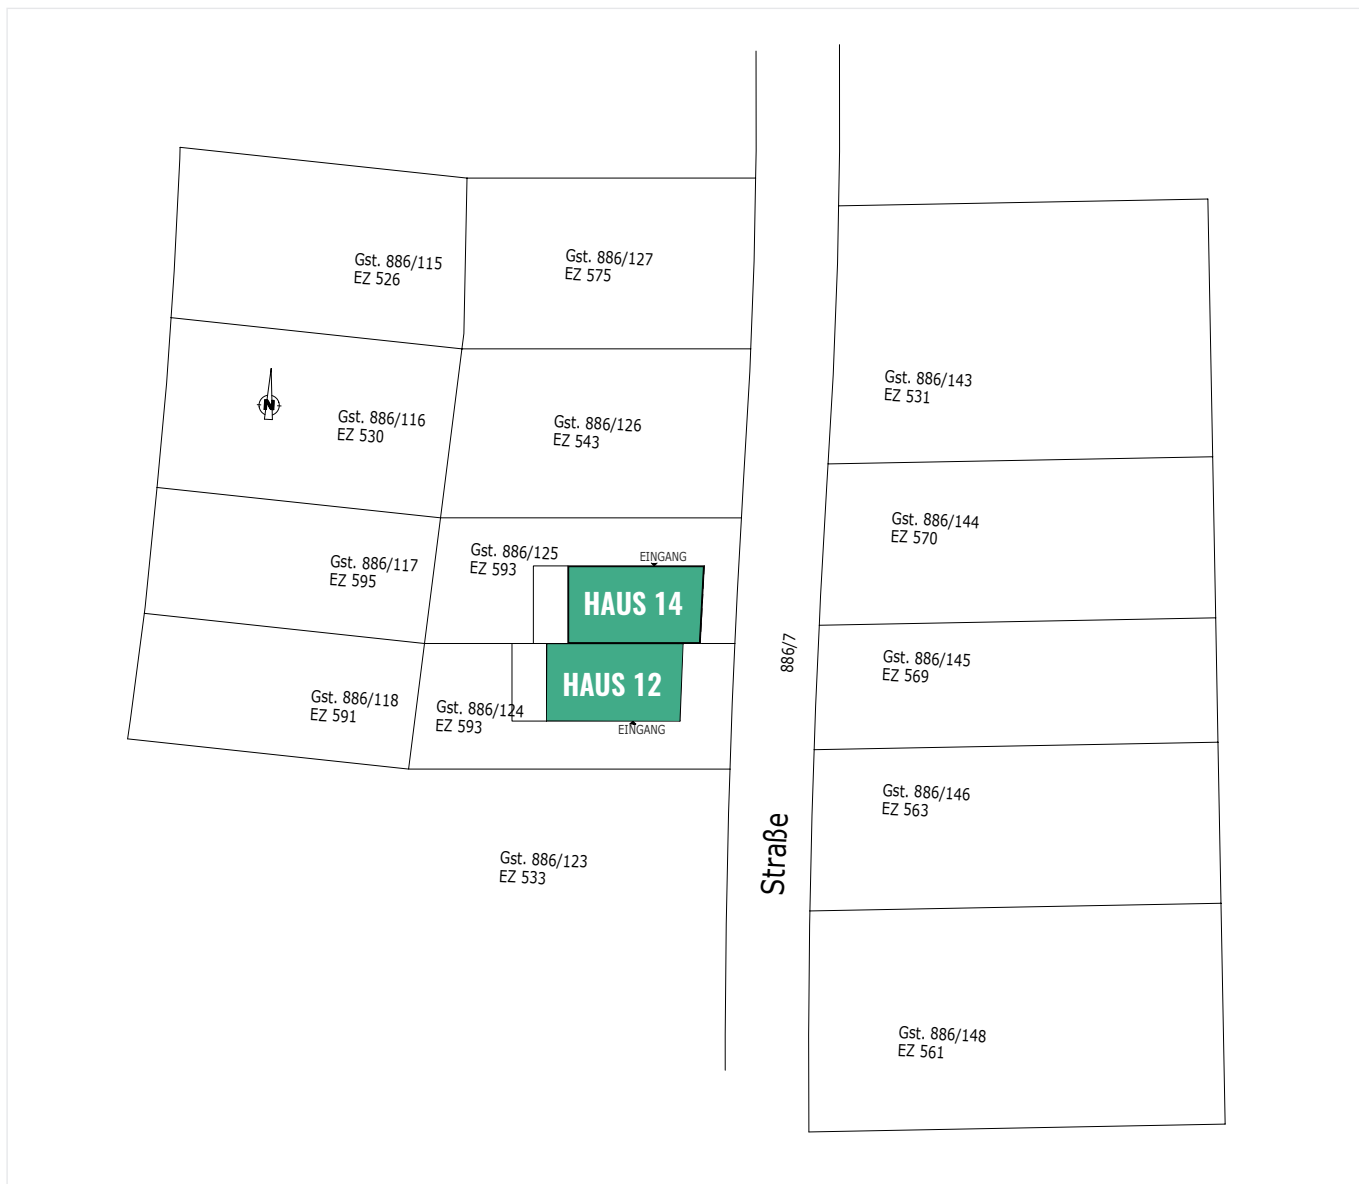 Gst. 886/115
EZ 526
Gst. 886/127
EZ 575
Gst. 886/143
EZ 531
N
Gst. 886/116
EZ 530
Gst. 886/126
EZ 543
Gst. 886/144
EZ 570
Gst. 886/117
EZ 595
Gst. 886/125
EZ 593
EINGANG
HAUS 14
886/7
Gst. 886/145
EZ 569
Gst. 886/118
EZ 591
Gst. 886/124
EZ 593
HAUS 12
EINGANG
Gst. 886/146
EZ 563
Straße
Gst. 886/123
EZ 533
Gst. 886/148
EZ 561